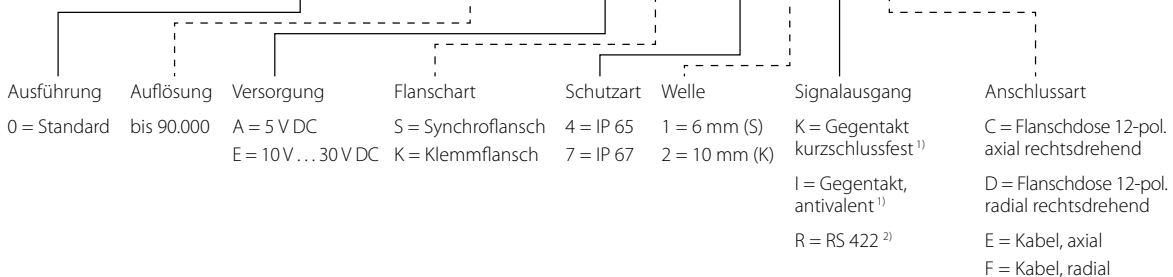 Ausführung
0 = Standard
Auflösung
bis 90.000
Versorgung
A = 5 V DC
E = 10 V ... 30 V DC
Flanschart
S = Synchroflansch
K = Klemmflansch
Schutzart
4 = IP 65
7 = IP 67
Welle
1 = 6 mm (S)
2 = 10 mm (K)
Signalausgang
K = Gegentakt
kurzschlussfest 1)
I = Gegentakt,
antivalent 1)
R = RS 422 2)
Anschlussart
C = Flanschdose 12-pol.
axial rechtsdrehend
D = Flanschdose 12-pol.
radial rechtsdrehend
E = Kabel, axial
F = Kabel, radial